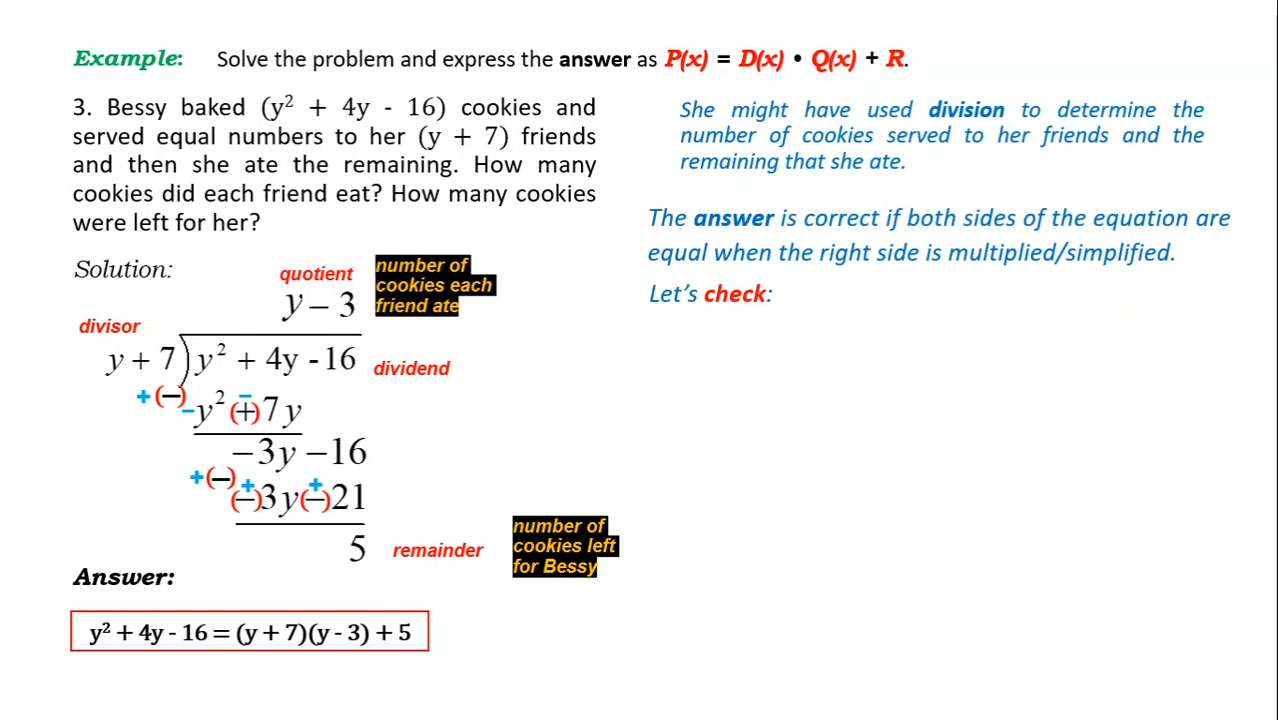 Example: Solve the problem and express the answer as P(x) = D(x) • Q(x) + R.
3. Bessy baked (y² + 4y - 16) cookies and
served equal numbers to her (y + 7) friends
and then she ate the remaining. How many
cookies did each friend eat? How many cookies
were left for her?
She might have used division to determine the
number of cookies served to her friends and the
remaining that she ate.
The answer is correct if both sides of the equation are
equal when the right side is multiplied/simplified.
Let's check:
Solution:
quotient
number of
cookies each
friend ate
y – 3
divisor
y + 7 ) y² + 4y - 16
dividend
+ (–) – y² (+) – 7y
–3y –16
+ (–) (–) + 3y (–) + 21
5
remainder
number of
cookies left
for Bessy
Answer:
y² + 4y - 16 = (y + 7)(y - 3) + 5